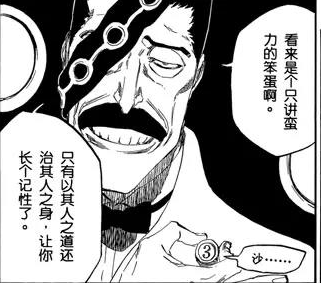 看来是个只讲蛮
力的笨蛋啊。
只有以其人之道还
治其人之身，让你
长个记性了。
③
沙……